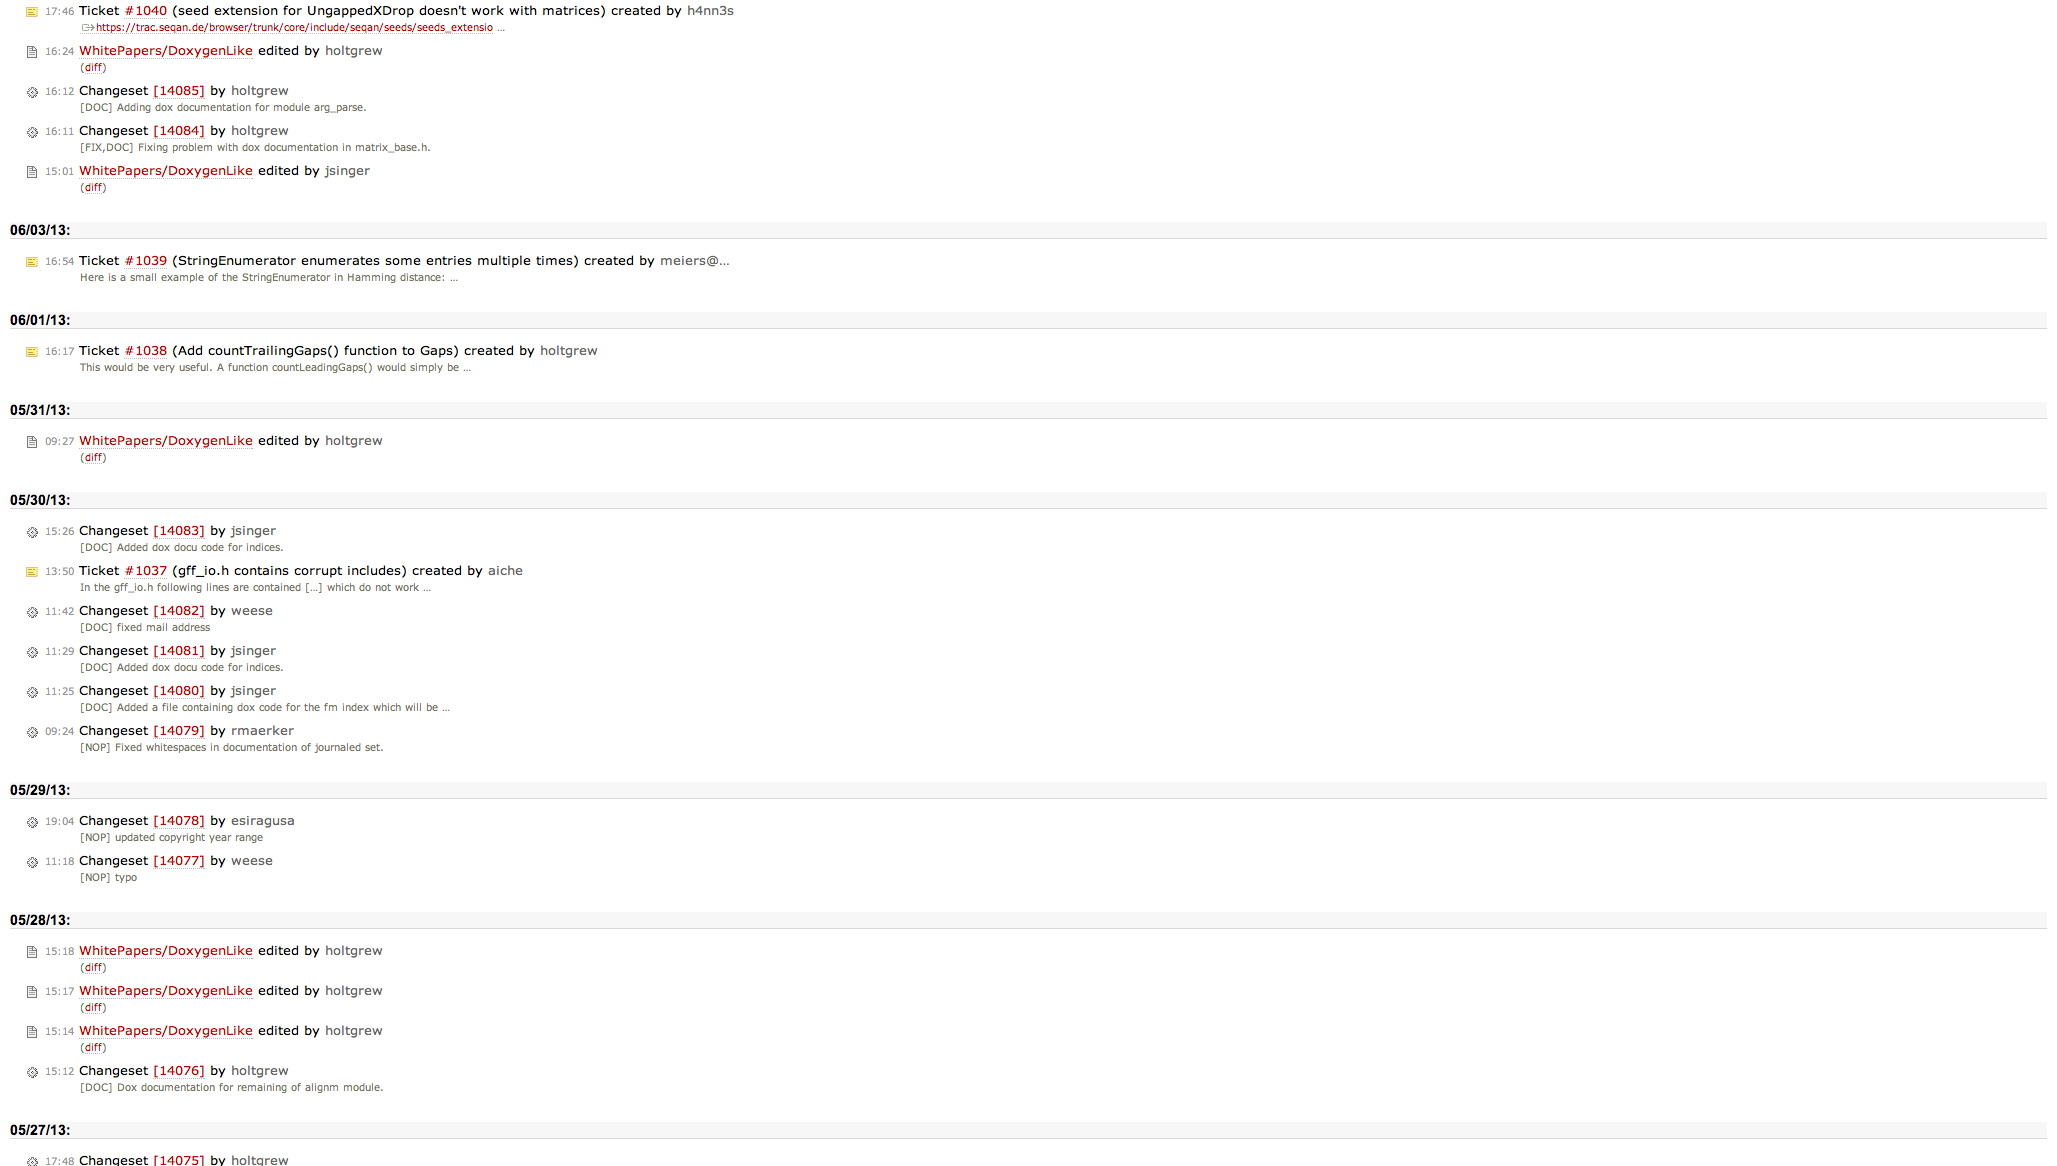 17:46 Ticket #1040 (seed extension for UngappedXDrop doesn't work with matrices) created by h4nn3s
https://trac.seqan.de/browser/trunk/core/include/seqan/seeds/seeds_extensio ...
16:24 WhitePapers/DoxygenLike edited by holtgrew
(diff)
16:12 Changeset [14085] by holtgrew
[DOC] Adding dox documentation for module arg_parse.
16:11 Changeset [14084] by holtgrew
[FIX,DOC] Fixing problem with dox documentation in matrix_base.h.
15:01 WhitePapers/DoxygenLike edited by jsinger
(diff)
06/03/13:
16:54 Ticket #1039 (StringEnumerator enumerates some entries multiple times) created by meiers@...
Here is a small example of the StringEnumerator in Hamming distance: ...
06/01/13:
16:17 Ticket #1038 (Add countTrailingGaps() function to Gaps) created by holtgrew
This would be very useful. A function countLeadingGaps() would simply be ...
05/31/13:
09:27 WhitePapers/DoxygenLike edited by holtgrew
(diff)
05/30/13:
15:26 Changeset [14083] by jsinger
[DOC] Added dox docu code for indices.
13:50 Ticket #1037 (gff_io.h contains corrupt includes) created by aiche
In the gff_io.h following lines are contained [...] which do not work ...
11:42 Changeset [14082] by weese
[DOC] fixed mail address
11:29 Changeset [14081] by jsinger
[DOC] Added dox docu code for indices.
11:25 Changeset [14080] by jsinger
[DOC] Added a file containing dox code for the fm index which will be ...
09:24 Changeset [14079] by rmaerker
[NOP] Fixed whitespaces in documentation of journaled set.
05/29/13:
19:04 Changeset [14078] by esiragusa
[NOP] updated copyright year range
11:18 Changeset [14077] by weese
[NOP] typo
05/28/13:
15:18 WhitePapers/DoxygenLike edited by holtgrew
(diff)
15:17 WhitePapers/DoxygenLike edited by holtgrew
(diff)
15:14 WhitePapers/DoxygenLike edited by holtgrew
(diff)
15:12 Changeset [14076] by holtgrew
[DOC] Dox documentation for remaining of alignm module.
05/27/13:
17:48 Changeset [14075] by holtgrew